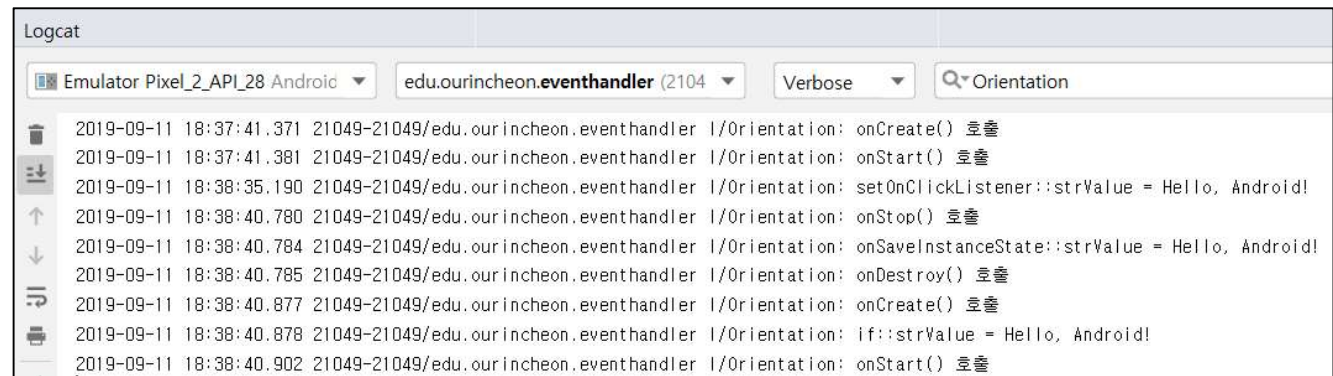 Logcat
Emulator Pixel_2_API_28 Android edu.ourincheon.eventhandler (2104 Verbose Orientation
2019-09-11 18:37:41.371 21049-21049/edu.ourincheon.eventhandler I/Orientation: onCreate() 호출
2019-09-11 18:37:41.381 21049-21049/edu.ourincheon.eventhandler I/Orientation: onStart() 호출
2019-09-11 18:38:35.190 21049-21049/edu.ourincheon.eventhandler I/Orientation: setOnClickListener::strValue = Hello, Android!
2019-09-11 18:38:40.780 21049-21049/edu.ourincheon.eventhandler I/Orientation: onStop() 호출
2019-09-11 18:38:40.784 21049-21049/edu.ourincheon.eventhandler I/Orientation: onSaveInstanceState::strValue = Hello, Android!
2019-09-11 18:38:40.785 21049-21049/edu.ourincheon.eventhandler I/Orientation: onDestroy() 호출
2019-09-11 18:38:40.877 21049-21049/edu.ourincheon.eventhandler I/Orientation: onCreate() 호출
2019-09-11 18:38:40.878 21049-21049/edu.ourincheon.eventhandler I/Orientation: if::strValue = Hello, Android!
2019-09-11 18:38:40.902 21049-21049/edu.ourincheon.eventhandler I/Orientation: onStart() 호출